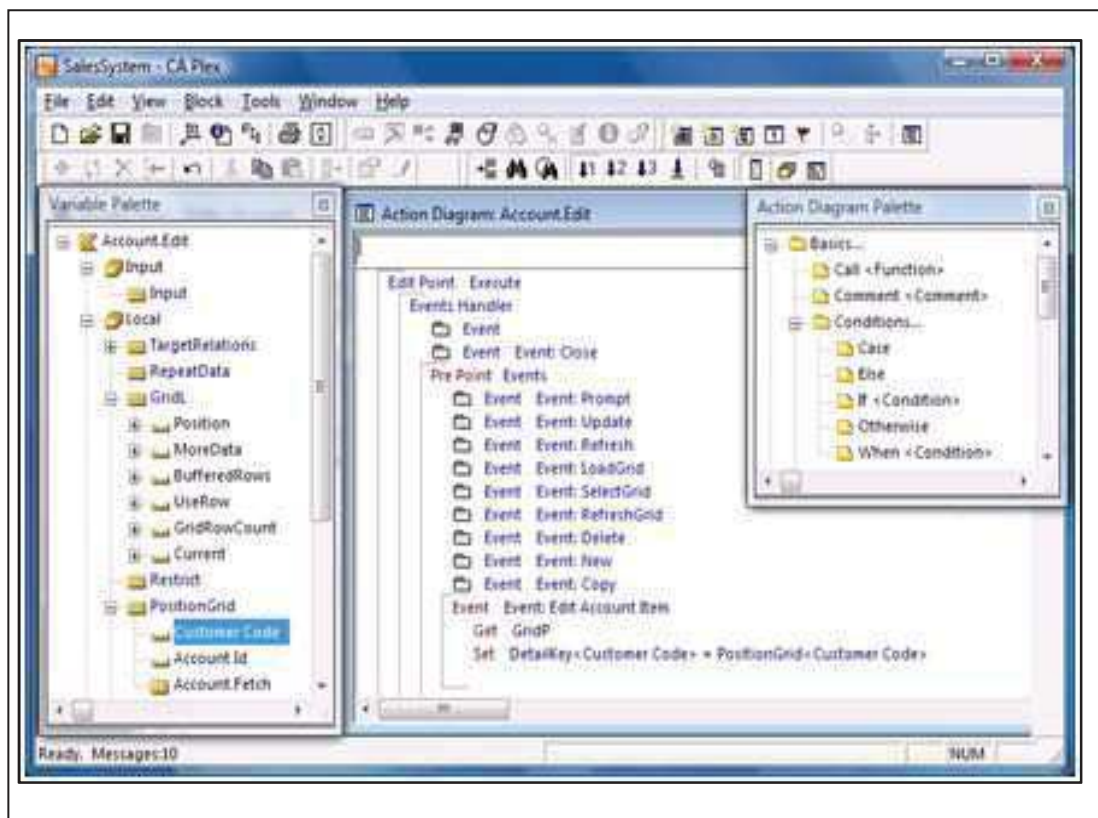 SalesSystem - CA Plex
File Edit View Block Tools Window Help
Variable Palette
Account.Edit
Input
Input
Local
TargetRelations
RepeatData
GridL
Position
MoreData
BufferedRows
UseRow
GridRowCount
Current
Restrict
PositionGrid
Customer Code
Account.Id
Account.Fetch
Action Diagram: Account.Edit
Edit Point Execute
Events Handler
Event
Event Event: Close
Pre Point Events
Event Event: Prompt
Event Event: Update
Event Event: Refresh
Event Event: LoadGrid
Event Event: SelectGrid
Event Event: RefreshGrid
Event Event: Delete
Event Event: New
Event Event: Copy
Event Event: Edit Account Item
Get GridP
Set DetailKey<Customer Code> = PositionGrid<Customer Code>
Action Diagram Palette
Basics...
Call <Function>
Comment <Comment>
Conditions...
Case
Else
If <Condition>
Otherwise
When <Condition>
Ready. Messages:10
NUM